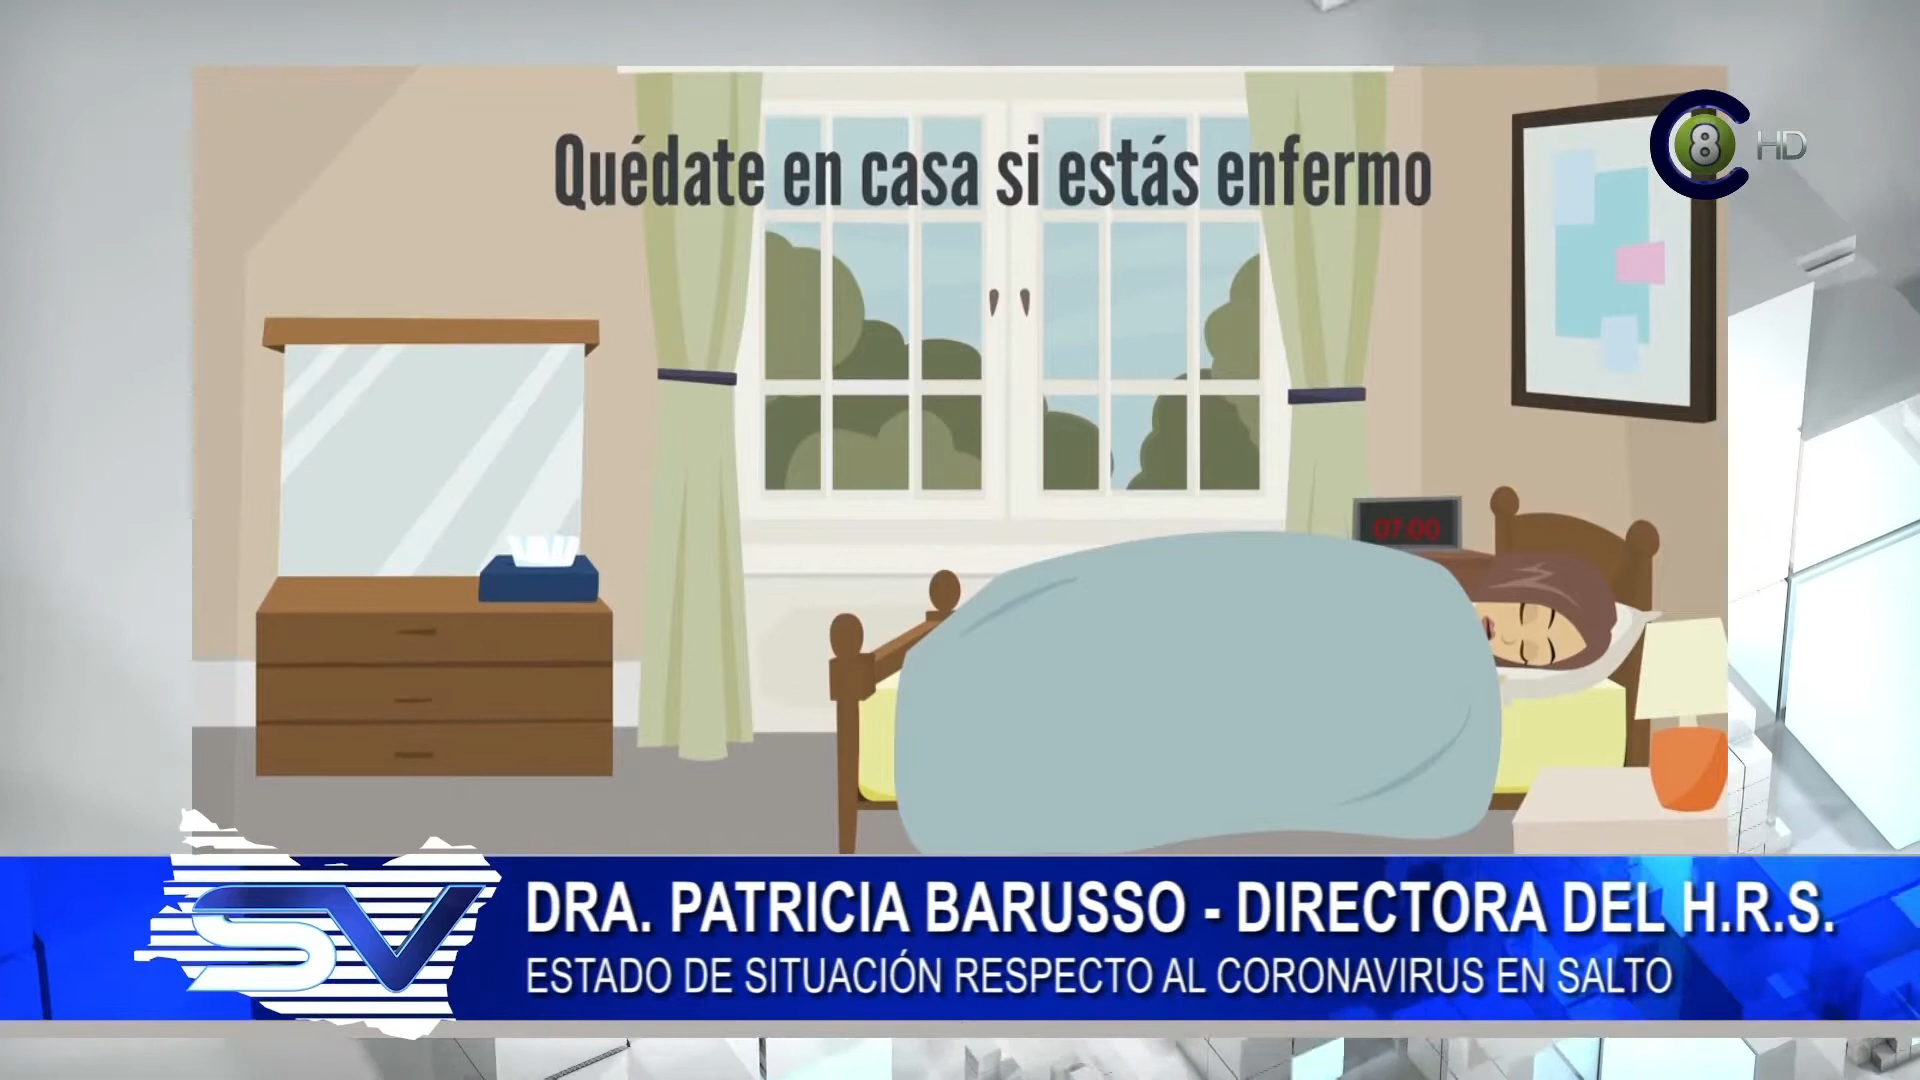 Quédate en casa si estás enfermo
8 HD
07:00
SV
DRA. PATRICIA BARUSSO - DIRECTORA DEL H.R.S.
ESTADO DE SITUACIÓN RESPECTO AL CORONAVIRUS EN SALTO